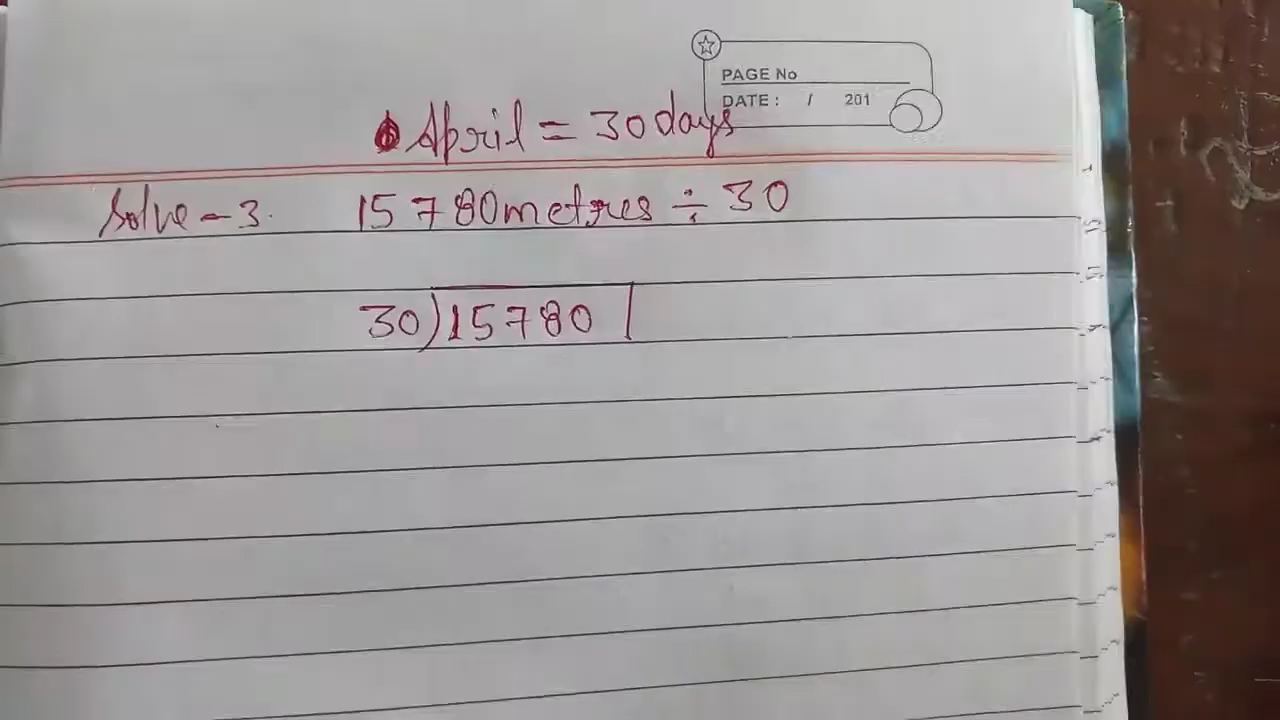 PAGE No
DATE : / 201
April = 30 days
Solve - 3. 15780 metres ÷ 30
30)15780